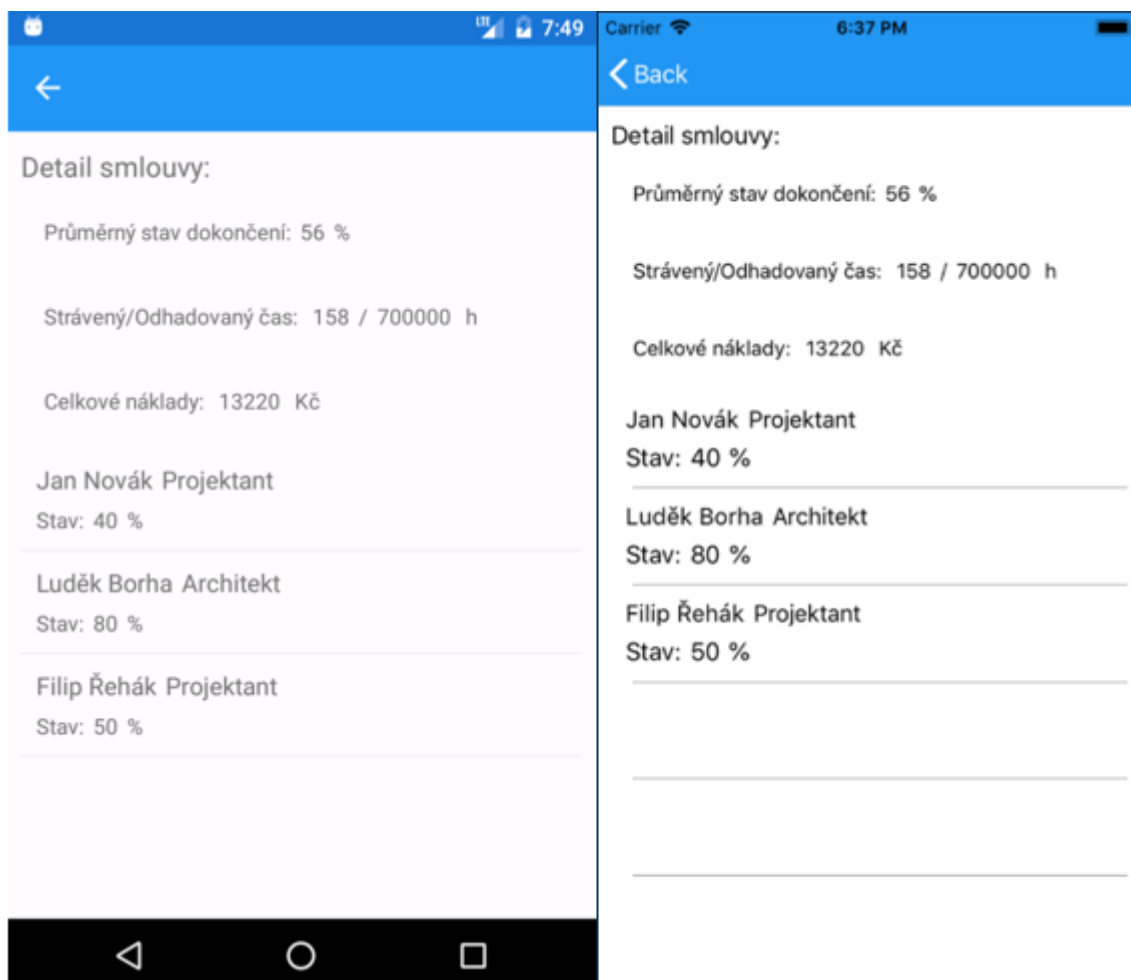 LTE 7:49
Detail smlouvy:
Průměrný stav dokončení: 56 %
Strávený/Odhadovaný čas: 158 / 700000 h
Celkové náklady: 13220 Kč
Jan Novák Projektant
Stav: 40 %
Luděk Borha Architekt
Stav: 80 %
Filip Řehák Projektant
Stav: 50 %
Carrier 6:37 PM
Back
Detail smlouvy:
Průměrný stav dokončení: 56 %
Strávený/Odhadovaný čas: 158 / 700000 h
Celkové náklady: 13220 Kč
Jan Novák Projektant
Stav: 40 %
Luděk Borha Architekt
Stav: 80 %
Filip Řehák Projektant
Stav: 50 %